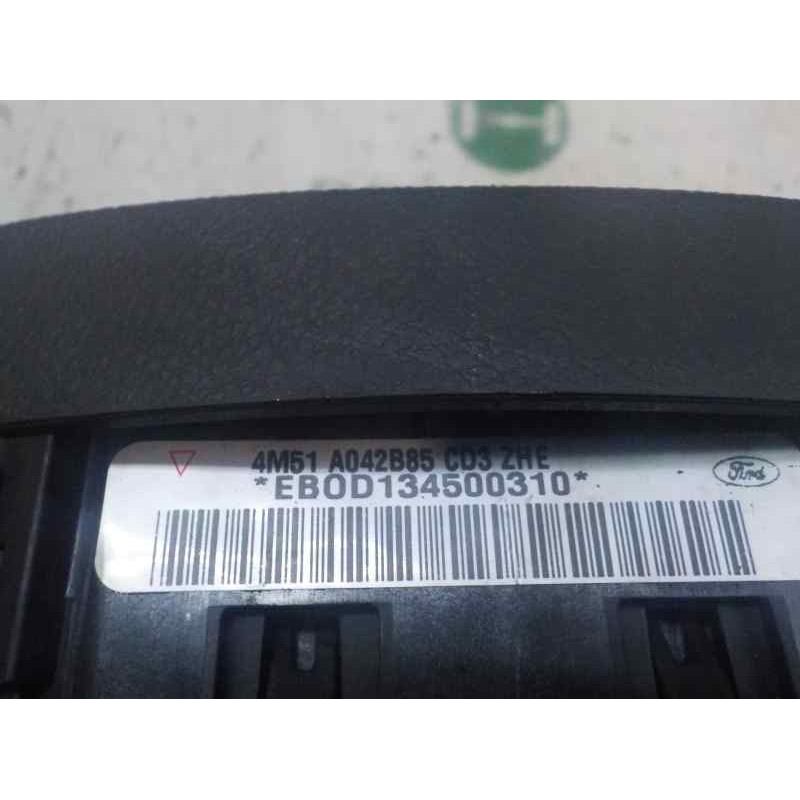 4M51 A042B85 CD3 ZHE
*EBOD134500310*
Ford